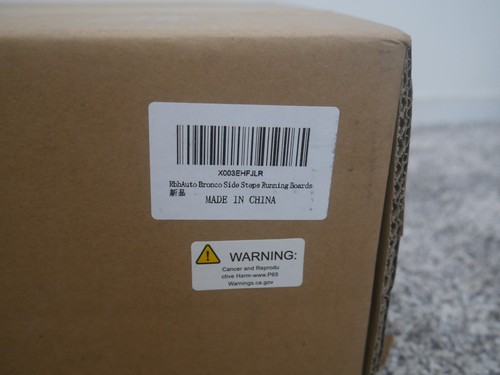 X003EHFJLR
RbhAuto Bronco Side Steps Running Boards
新品
MADE IN CHINA
WARNING:
Cancer and Reprodu
ctive Harm-www.P65
Warnings.ca.gov